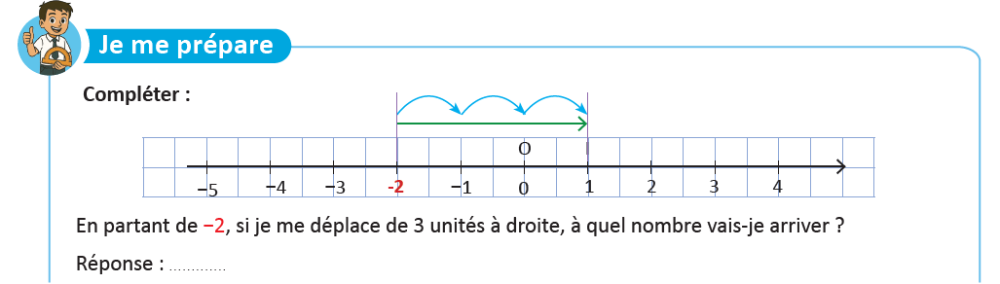 Je me prépare
Compléter :
O
−5 −4 −3 -2 −1 0 1 2 3 4
En partant de −2, si je me déplace de 3 unités à droite, à quel nombre vais-je arriver ?
Réponse : .............